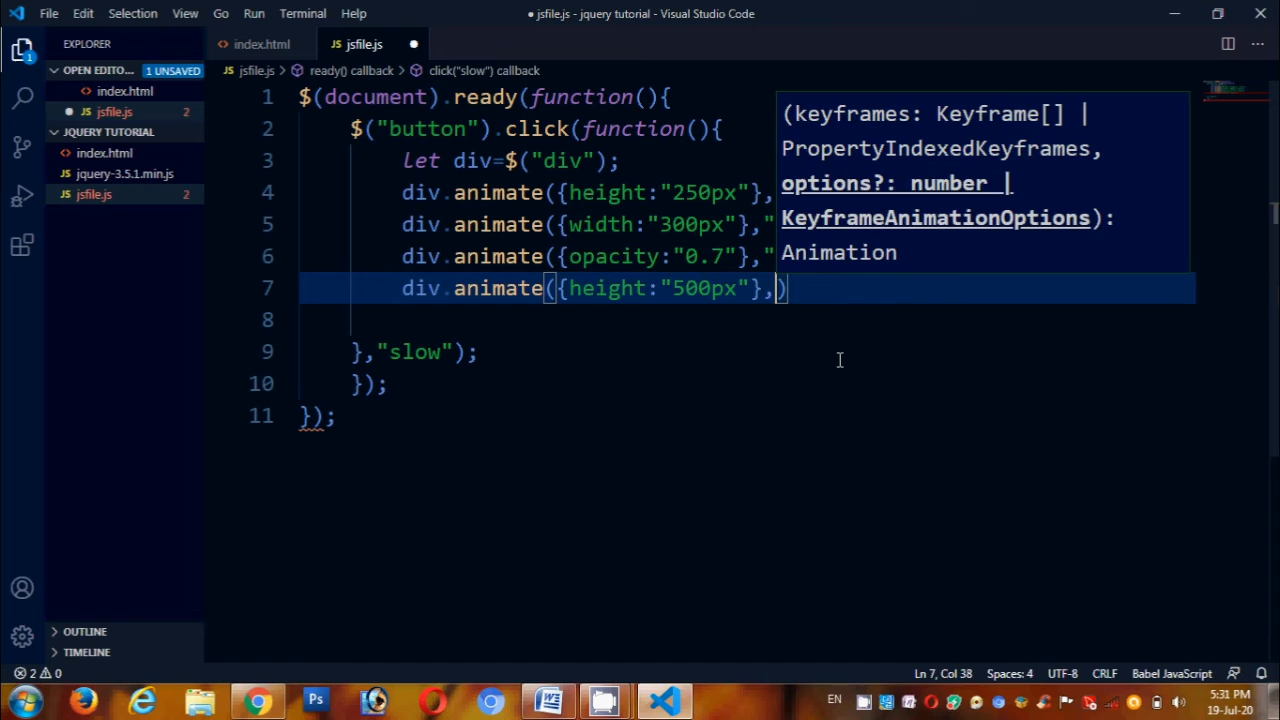 File Edit Selection View Go Run Terminal Help
● jsfile.js - jquery tutorial - Visual Studio Code
EXPLORER
OPEN EDITO... 1 UNSAVED
index.html
jsfile.js 2
JQUERY TUTORIAL
index.html
jquery-3.5.1.min.js
jsfile.js 2
OUTLINE
TIMELINE
1
index.html
JS jsfile.js
JS jsfile.js > ready() callback > click("slow") callback
1 $(document).ready(function(){
2 $("button").click(function(){
3 let div=$("div");
4 div.animate({height:"250px"},
5 div.animate({width:"300px"},"
6 div.animate({opacity:"0.7"},"
7 div.animate({height:"500px"},)
8
9 },"slow");
10 });
11 });
(keyframes: Keyframe[] |
PropertyIndexedKeyframes,
options?: number |
KeyframeAnimationOptions):
Animation
2 0
Ln 7, Col 38 Spaces: 4 UTF-8 CRLF Babel JavaScript
Ps
EN
5:31 PM
19-Jul-20